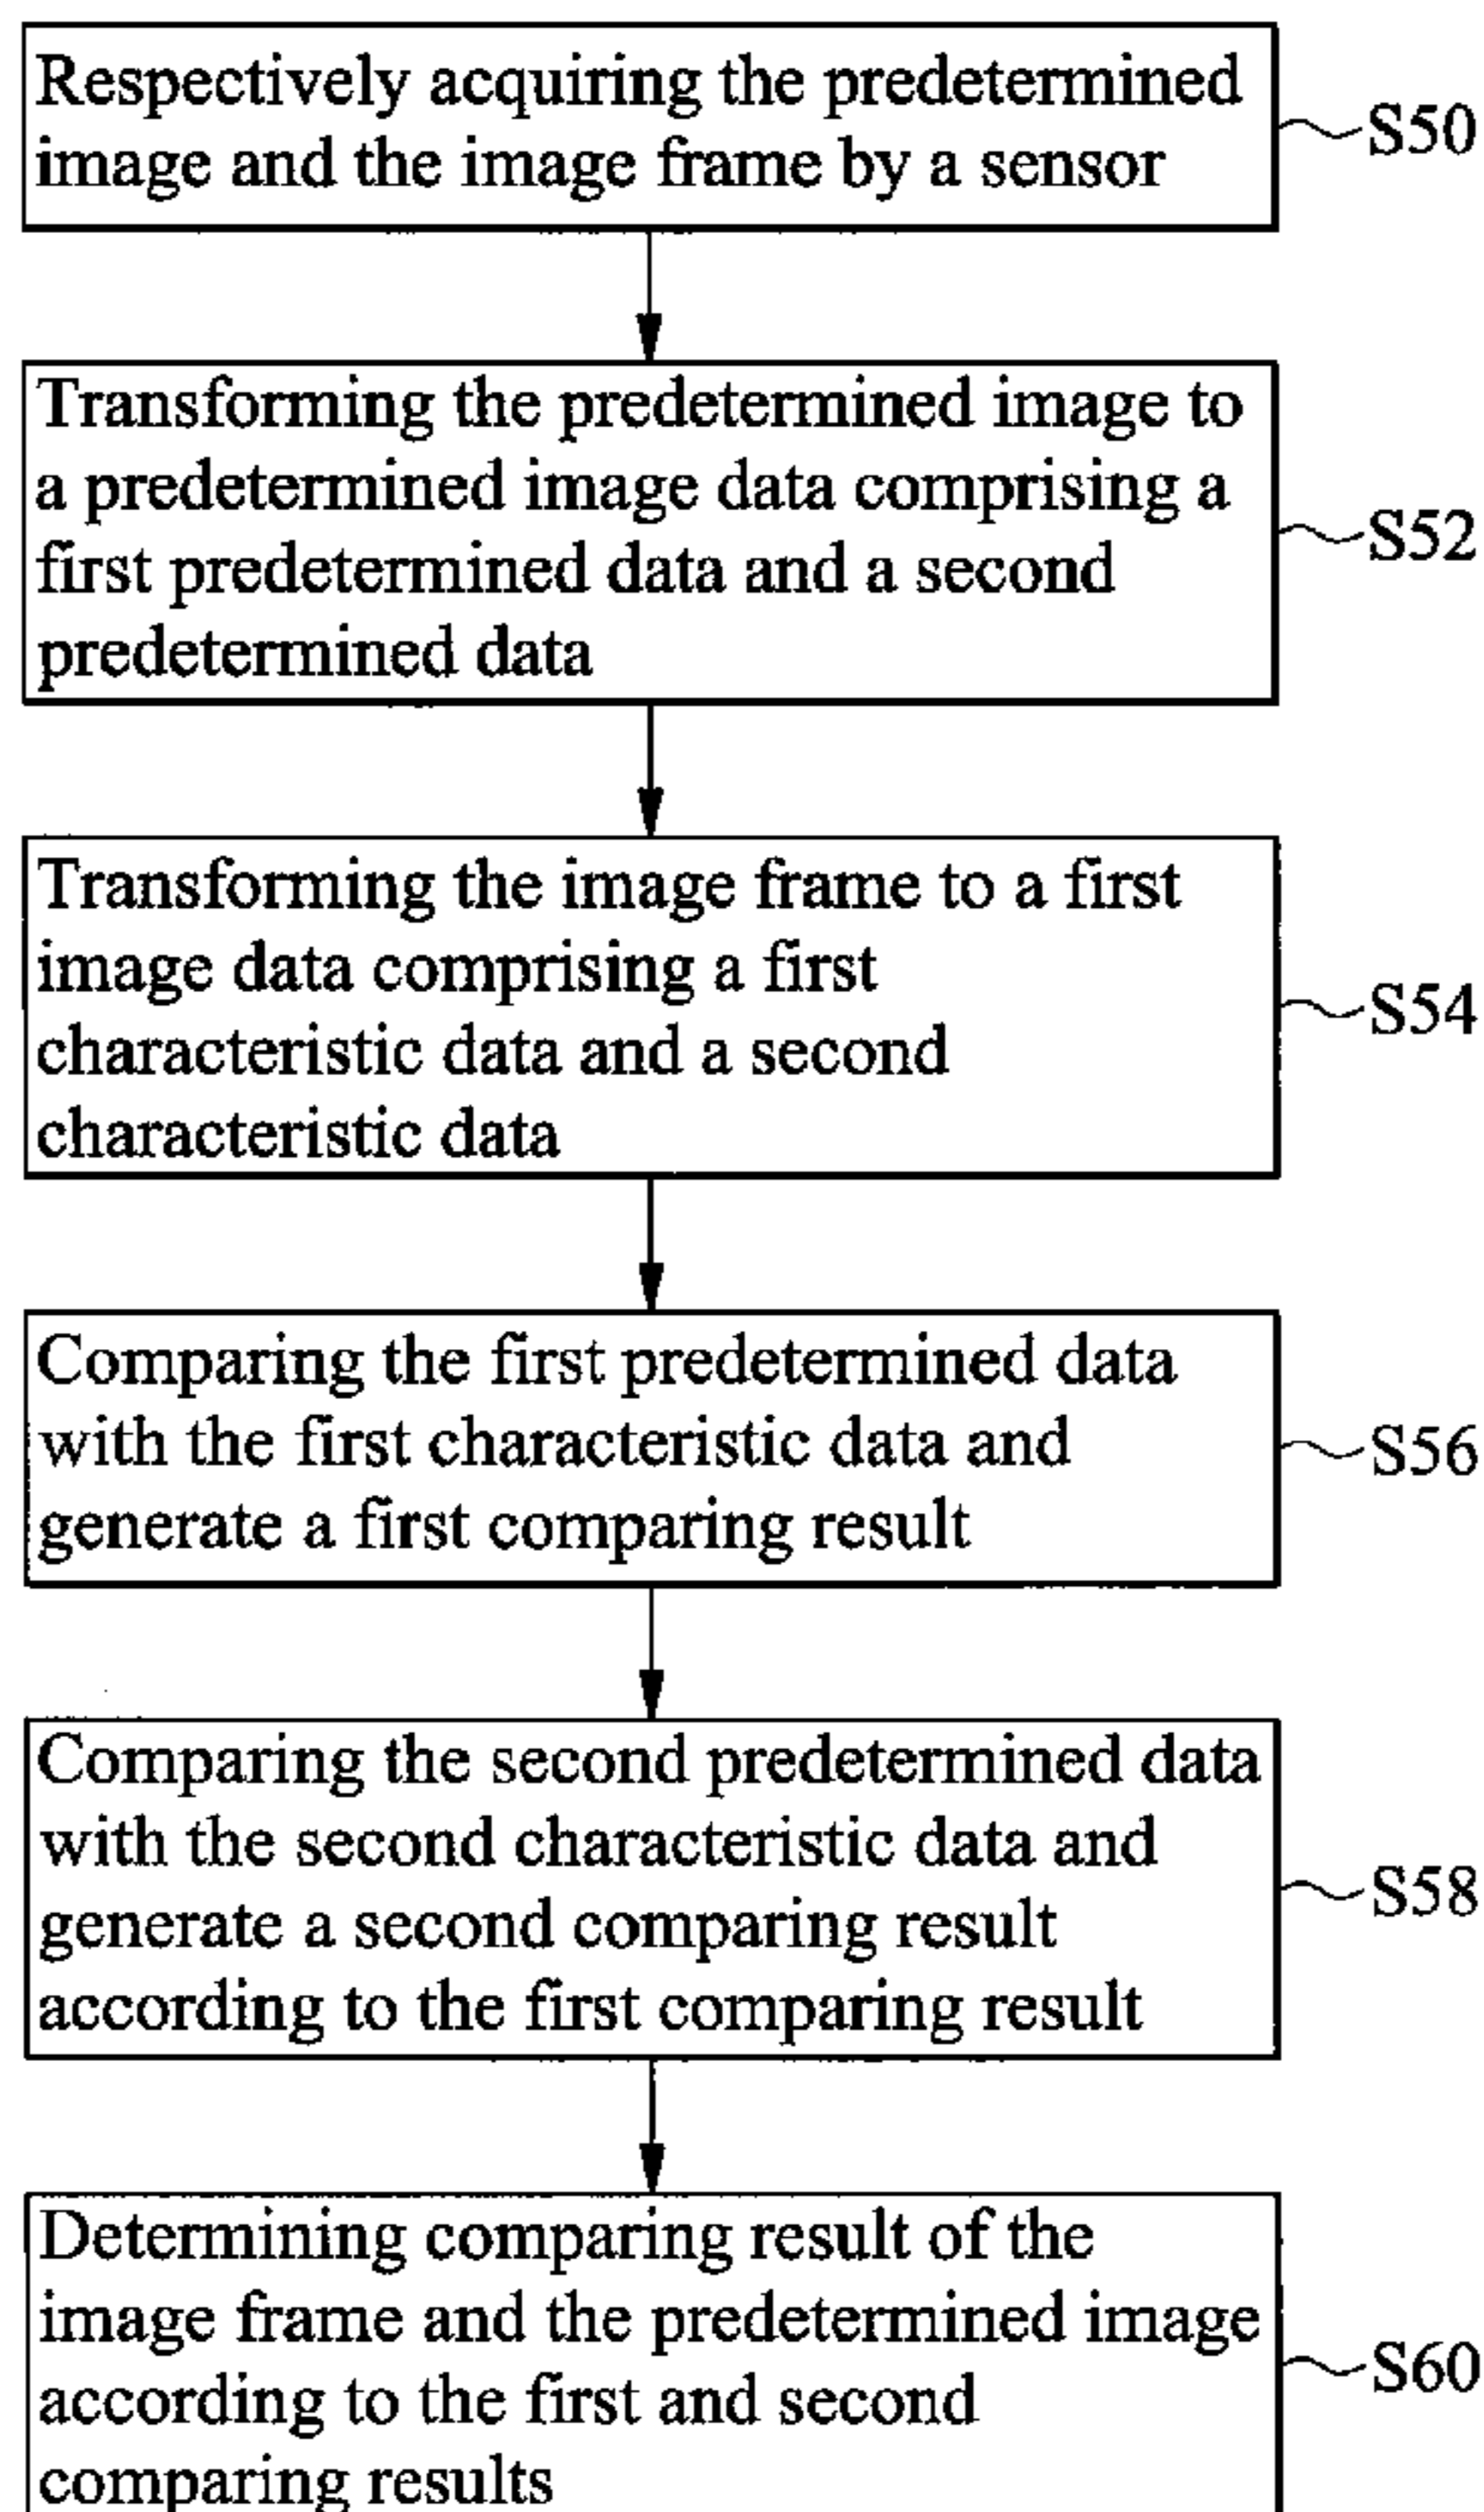 Respectively acquiring the predetermined
image and the image frame by a sensor
S50
Transforming the predetermined image to
a predetermined image data comprising a
first predetermined data and a second
predetermined data
S52
Transforming the image frame to a first
image data comprising a first
characteristic data and a second
characteristic data
S54
Comparing the first predetermined data
with the first characteristic data and
generate a first comparing result
S56
Comparing the second predetermined data
with the second characteristic data and
generate a second comparing result
according to the first comparing result
S58
Determining comparing result of the
image frame and the predetermined image
according to the first and second
comparing results
S60